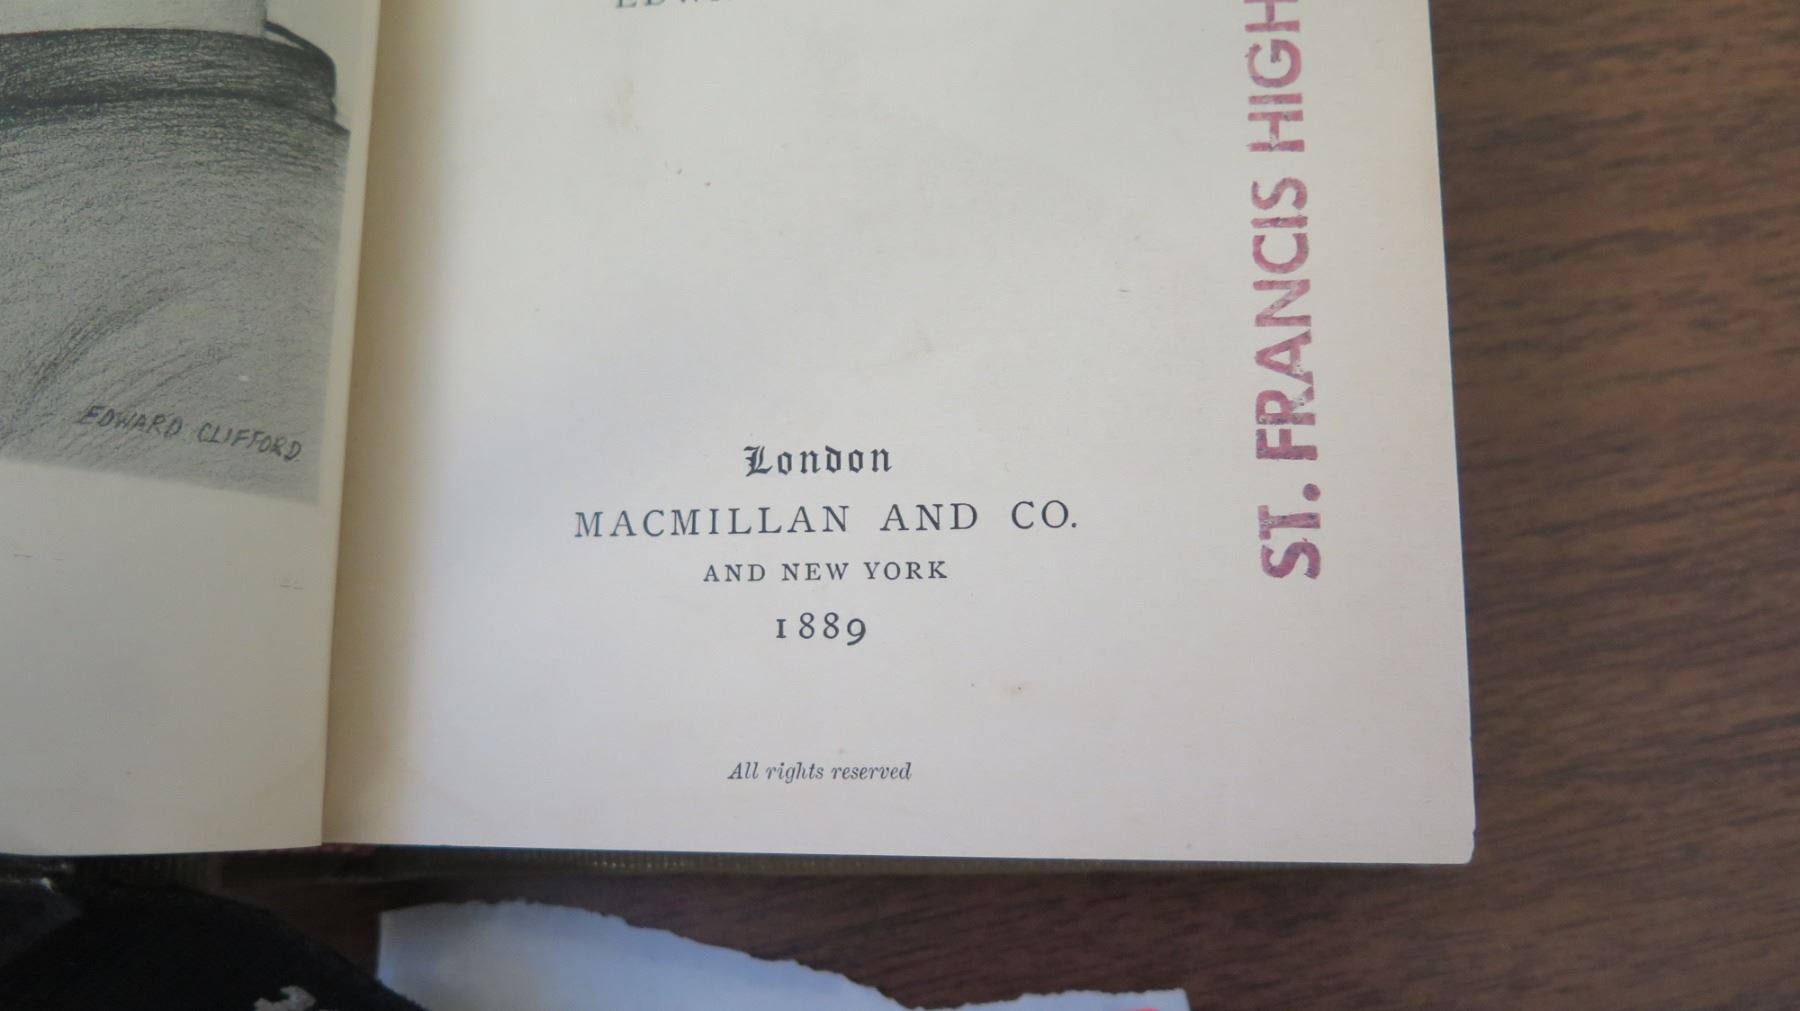 EDWARD CLIFFORD
London
MACMILLAN AND CO.
AND NEW YORK
1889
All rights reserved
ST. FRANCIS HIGH